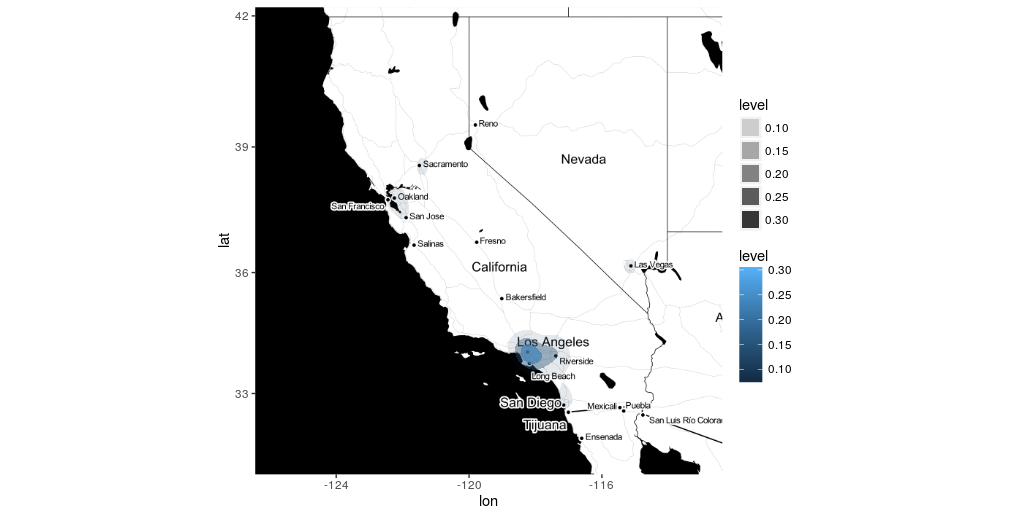 42
39
36
33
lat
-124
-120
-116
lon
Reno
Nevada
Sacramento
Oakland
San Francisco
San Jose
Salinas
Fresno
California
Las Vegas
Bakersfield
A
Los Angeles
Riverside
Long Beach
San Diego
Mexicali
Puebla
Tijuana
San Luis Río Colora
Ensenada
level
0.10
0.15
0.20
0.25
0.30
level
0.30
0.25
0.20
0.15
0.10